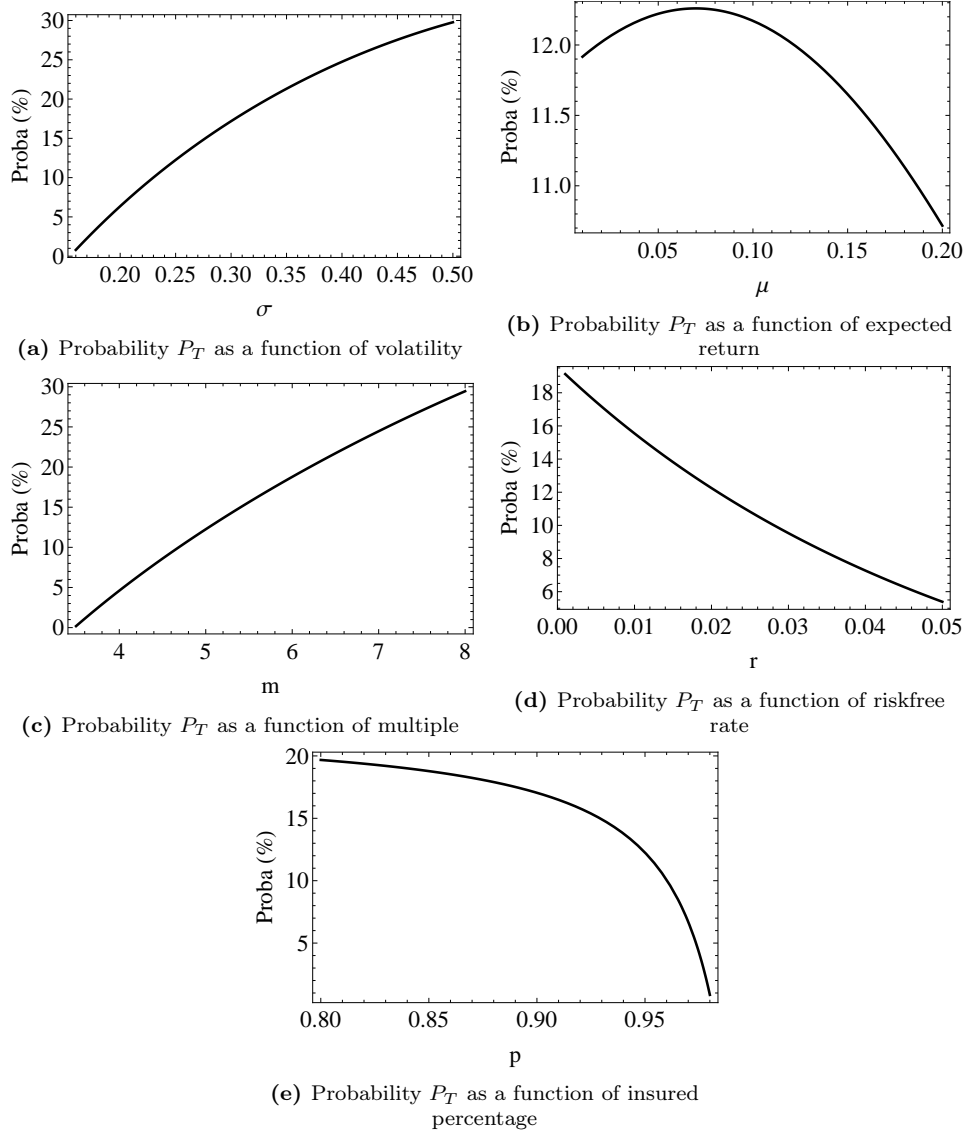 30
25
20
15
10
5
0
Proba (%)
0.20 0.25 0.30 0.35 0.40 0.45 0.50
σ
(a) Probability P_T as a function of volatility
12.0
11.5
11.0
Proba (%)
0.05 0.10 0.15 0.20
μ
(b) Probability P_T as a function of expected
return
30
25
20
15
10
5
0
Proba (%)
4 5 6 7 8
m
(c) Probability P_T as a function of multiple
18
16
14
12
10
8
6
Proba (%)
0.00 0.01 0.02 0.03 0.04 0.05
r
(d) Probability P_T as a function of riskfree
rate
20
15
10
5
Proba (%)
0.80 0.85 0.90 0.95
p
(e) Probability P_T as a function of insured
percentage